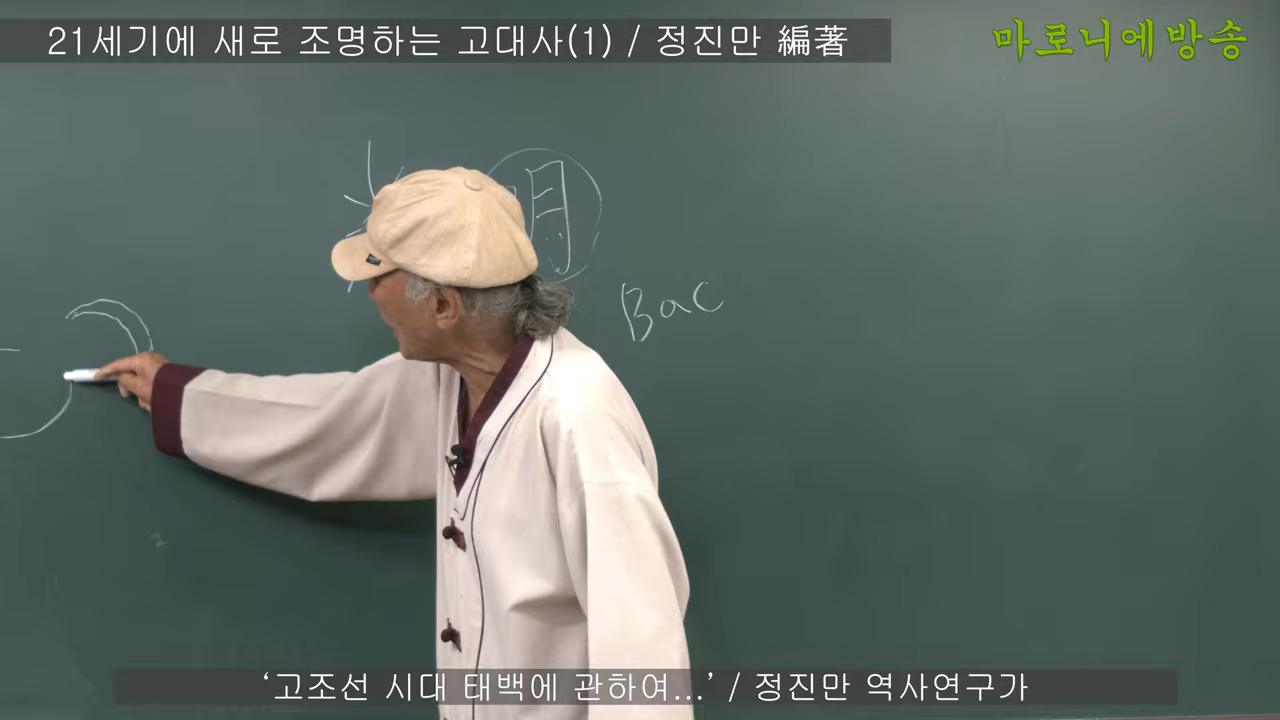 21세기에 새로 조명하는 고대사(1) / 정진만 編著
마로니에방송
明
Bac
‘고조선 시대 태백에 관하여...’ / 정진만 역사연구가